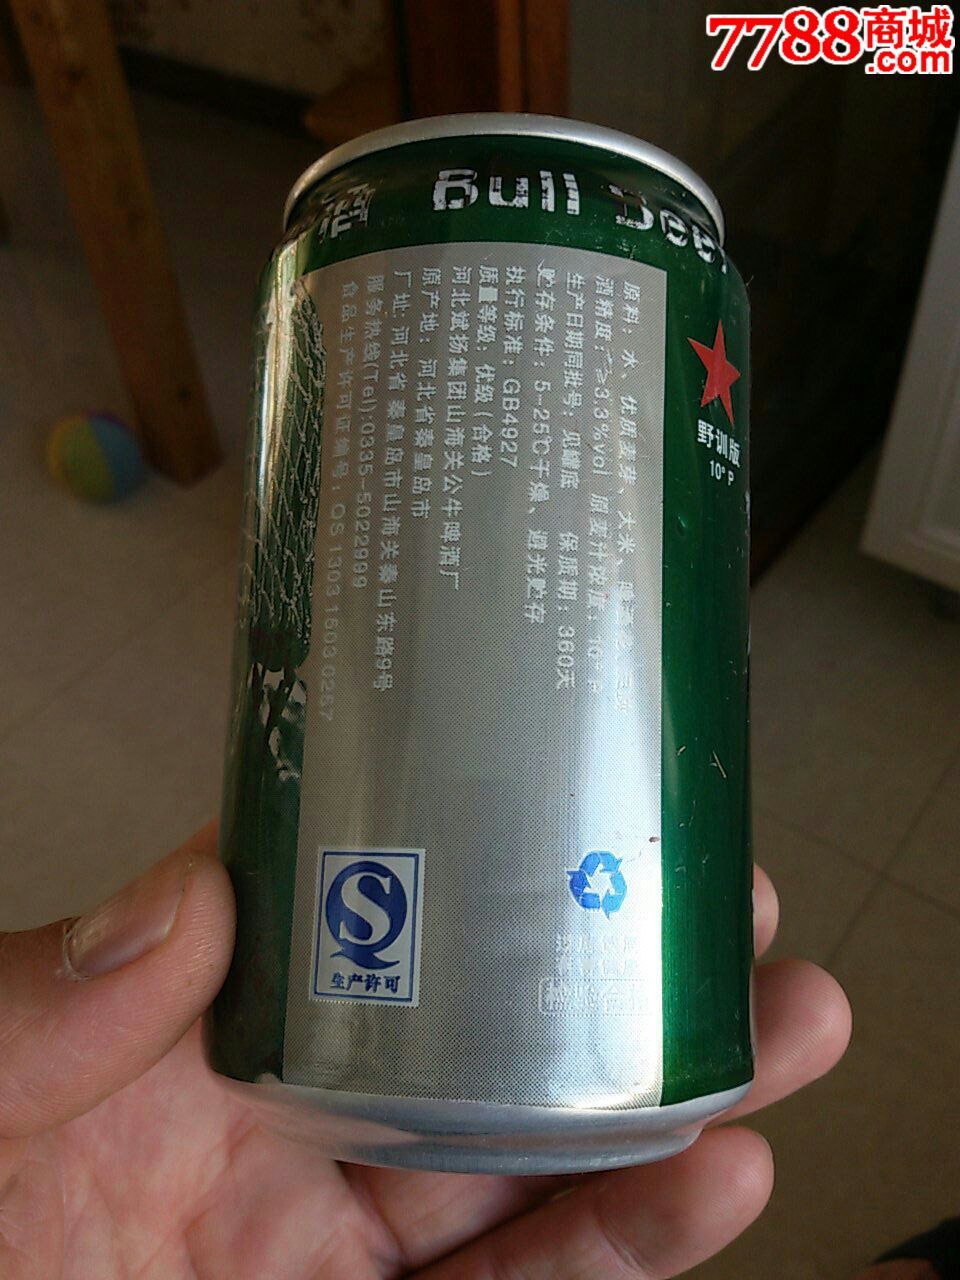 7788商城
.com
Bull Beer
野训版
10°P
原料：水、优质麦芽、大米、啤酒花
酒精度：≥3.3%vol 原麦汁浓度：10°P
生产日期同批号：见罐底 保质期：360天
贮存条件：5-25℃干燥、避光贮存
执行标准：GB4927
质量等级：优级(合格)
河北斌扬集团山海关公牛啤酒厂
原产地：河北省秦皇岛市
厂址：河北省秦皇岛市山海关秦山东路9号
服务热线(Tel):0335-5022999
食品生产许可证编号：QS1303 1503 0257
生产许可